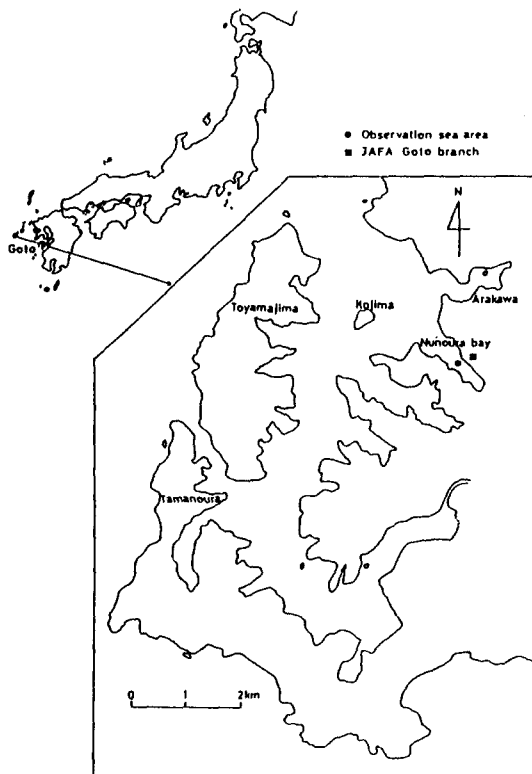 ● Observation sea area
■ JAFA Goto branch
Goto
N
Toyamajima
Kojima
Arakawa
Nunoura bay
Tamanoura
0 1 2km